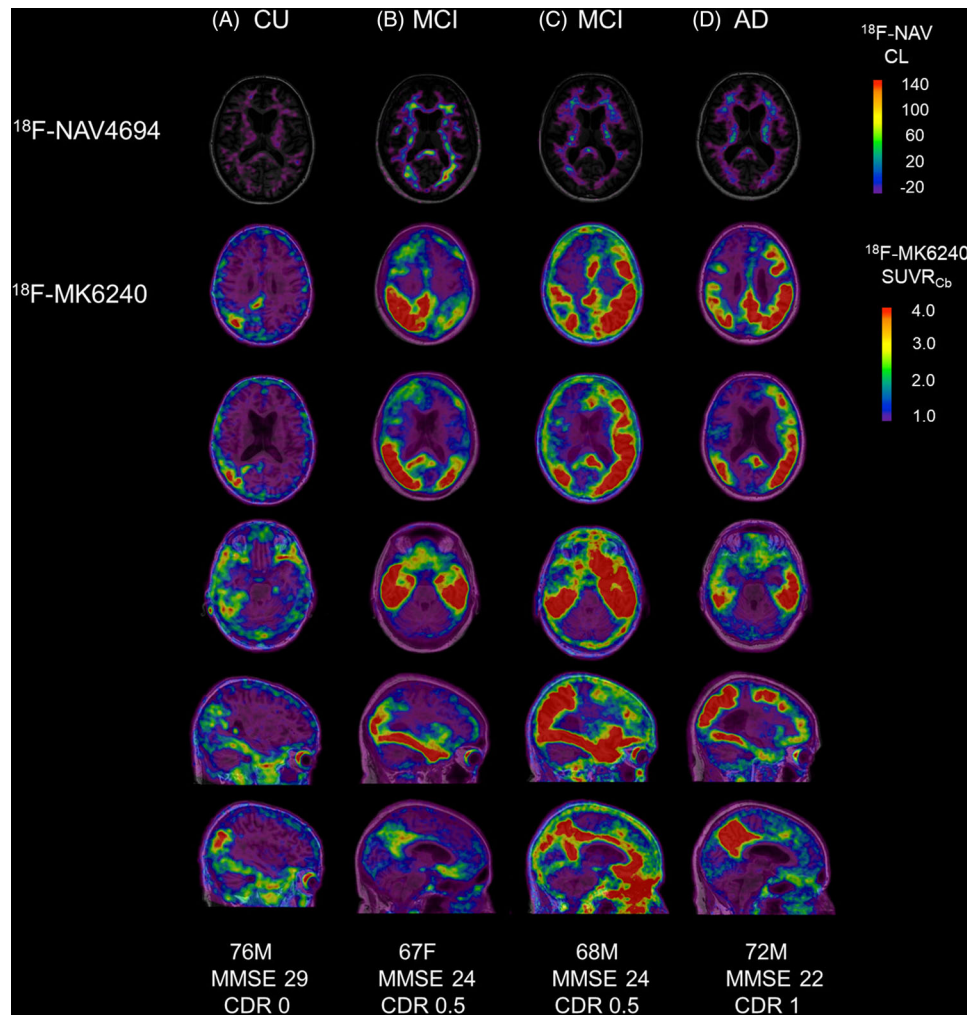 (A) CU
(B) MCI
(C) MCI
(D) AD
¹⁸F-NAV
CL
140
100
60
20
-20
¹⁸F-NAV4694
¹⁸F-MK6240
¹⁸F-MK6240
SUVR_Cb
4.0
3.0
2.0
1.0
76M
MMSE 29
CDR 0
67F
MMSE 24
CDR 0.5
68M
MMSE 24
CDR 0.5
72M
MMSE 22
CDR 1